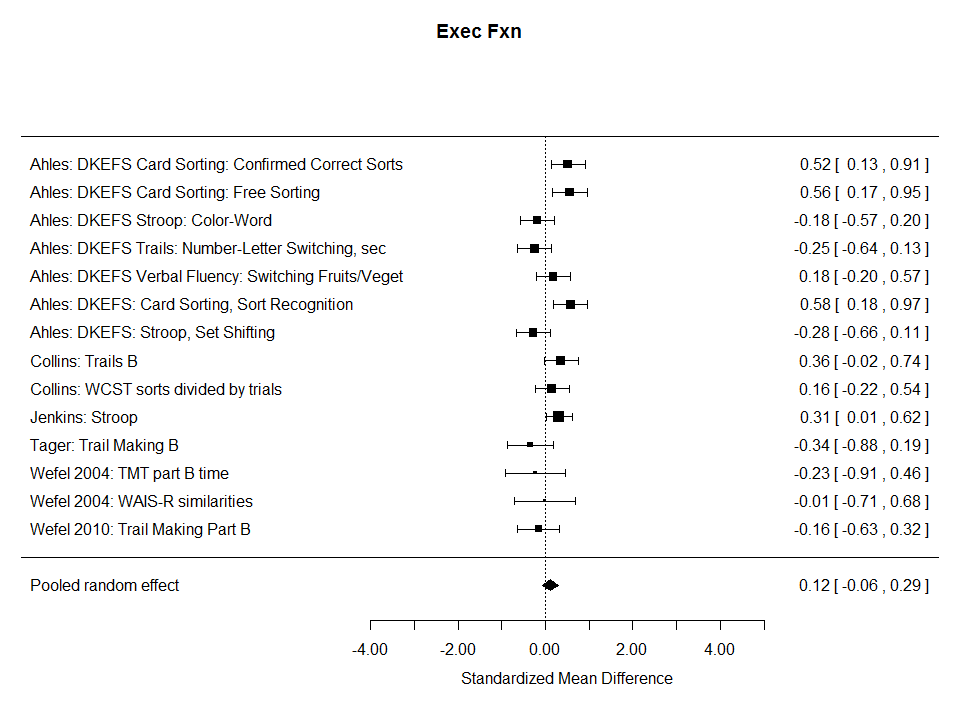 Exec Fxn
Ahles: DKEFS Card Sorting: Confirmed Correct Sorts 0.52 [ 0.13 , 0.91 ]
Ahles: DKEFS Card Sorting: Free Sorting 0.56 [ 0.17 , 0.95 ]
Ahles: DKEFS Stroop: Color-Word -0.18 [ -0.57 , 0.20 ]
Ahles: DKEFS Trails: Number-Letter Switching, sec -0.25 [ -0.64 , 0.13 ]
Ahles: DKEFS Verbal Fluency: Switching Fruits/Veget 0.18 [ -0.20 , 0.57 ]
Ahles: DKEFS: Card Sorting, Sort Recognition 0.58 [ 0.18 , 0.97 ]
Ahles: DKEFS: Stroop, Set Shifting -0.28 [ -0.66 , 0.11 ]
Collins: Trails B 0.36 [ -0.02 , 0.74 ]
Collins: WCST sorts divided by trials 0.16 [ -0.22 , 0.54 ]
Jenkins: Stroop 0.31 [ 0.01 , 0.62 ]
Tager: Trail Making B -0.34 [ -0.88 , 0.19 ]
Wefel 2004: TMT part B time -0.23 [ -0.91 , 0.46 ]
Wefel 2004: WAIS-R similarities -0.01 [ -0.71 , 0.68 ]
Wefel 2010: Trail Making Part B -0.16 [ -0.63 , 0.32 ]
Pooled random effect 0.12 [ -0.06 , 0.29 ]
-4.00 -2.00 0.00 2.00 4.00
Standardized Mean Difference